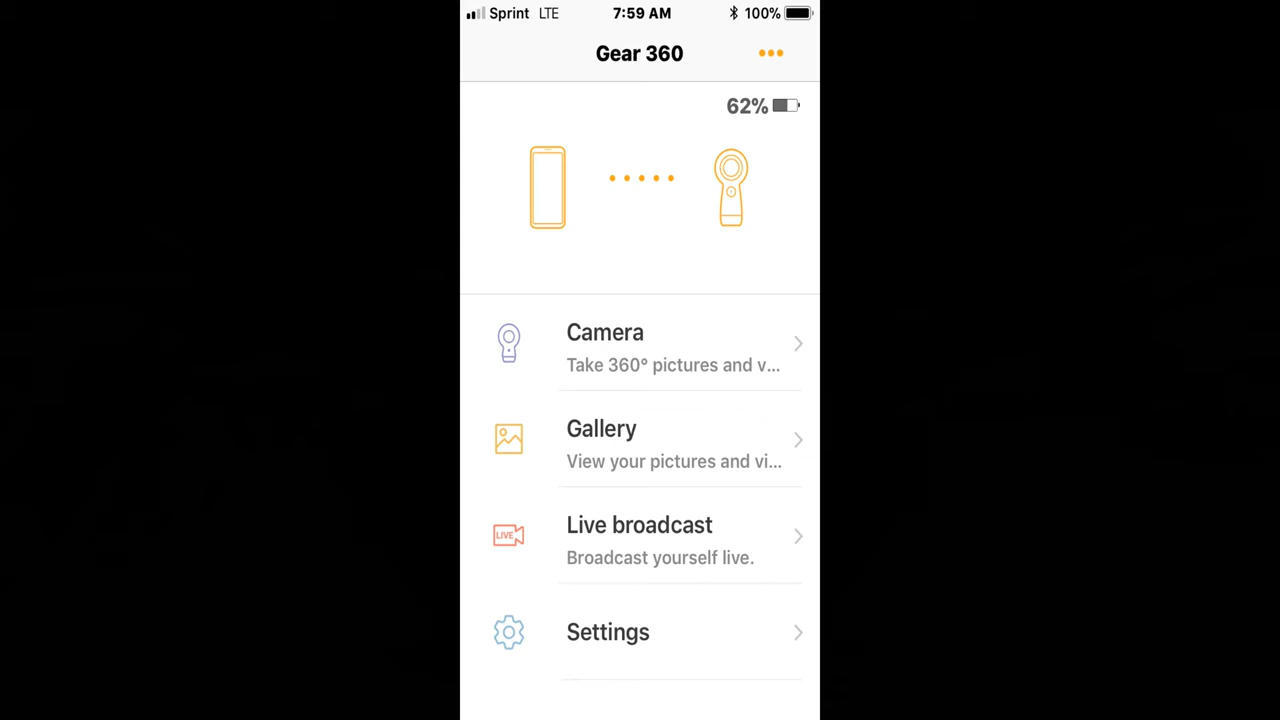 Sprint LTE 7:59 AM 100%
Gear 360
62%
Camera
Take 360° pictures and v...
Gallery
View your pictures and vi...
LIVE
Live broadcast
Broadcast yourself live.
Settings